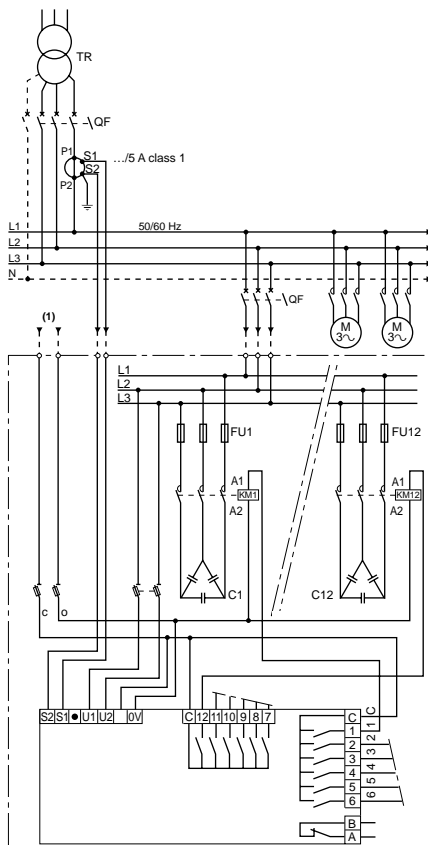 TR
QF
P1
S1
.../5 A class 1
S2
P2
L1
50/60 Hz
L2
L3
N
(1)
QF
M
3~
M
3~
L1
L2
L3
FU1
FU12
A1
KM1
A2
A1
KM12
A2
C1
C12
c
o
S2 S1 ● U1 U2 0V
C 12 11 10 9 8 7
C
1
2
3
4
5
6
B
A
C
1
2
3
4
5
6